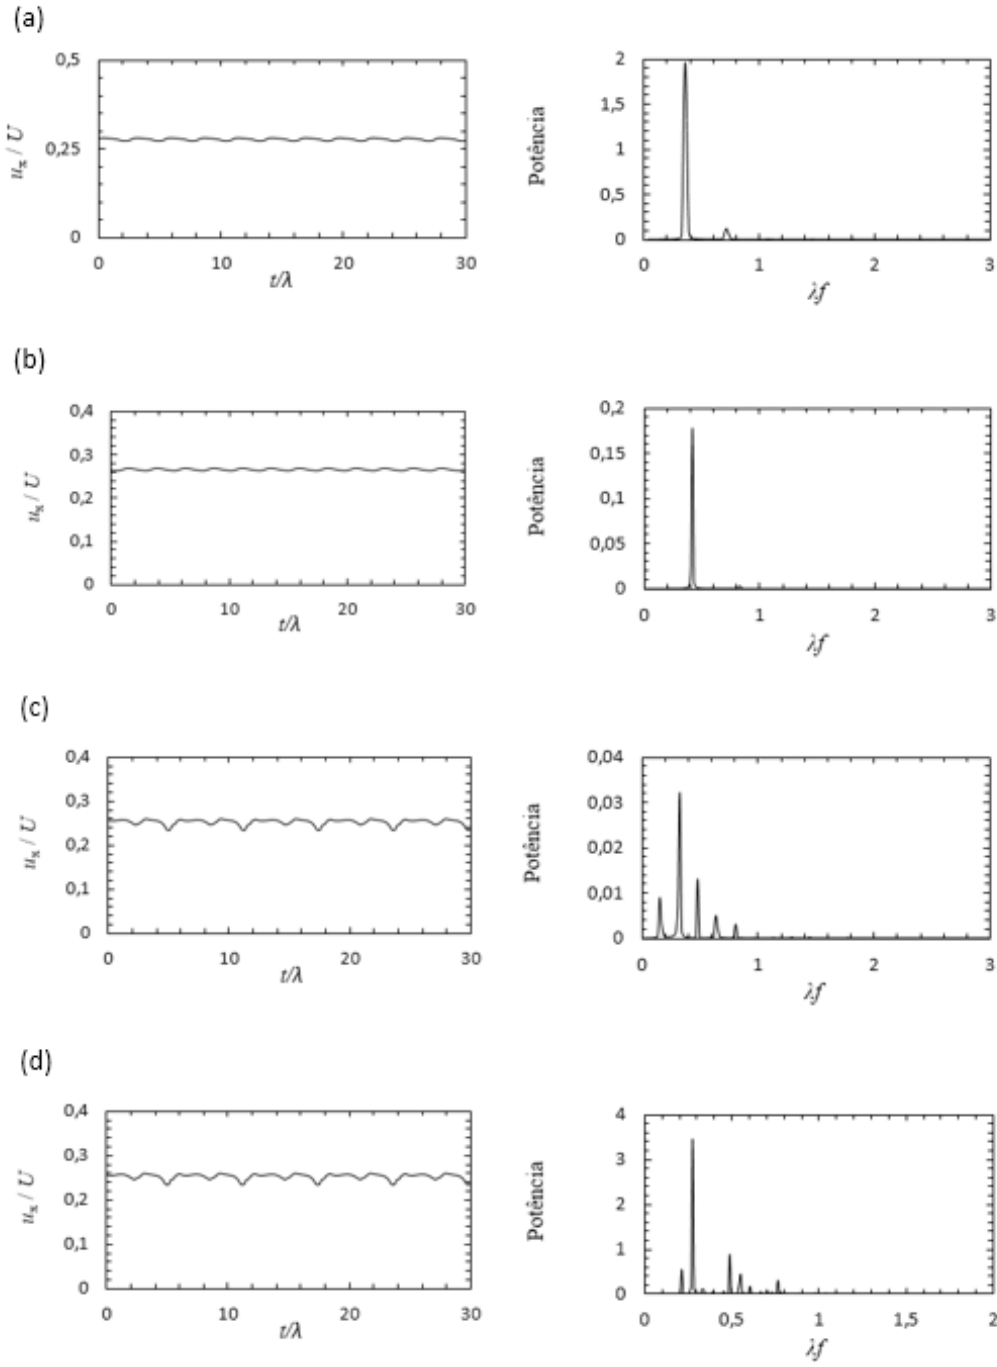 (a)
0,5
0,25
0
u_x / U
0 10 20 30
t/λ
2
1,5
1
0,5
0
Potência
0 1 2 3
λf
(b)
0,4
0,3
0,2
0,1
0
u_x / U
0 10 20 30
t/λ
0,2
0,15
0,1
0,05
0
Potência
0 1 2 3
λf
(c)
0,4
0,3
0,2
0,1
0
u_x / U
0 10 20 30
t/λ
0,04
0,03
0,02
0,01
0
Potência
0 1 2 3
λf
(d)
0,4
0,3
0,2
0,1
0
u_x / U
0 10 20 30
t/λ
4
3
2
1
0
Potência
0 0,5 1 1,5 2
λf